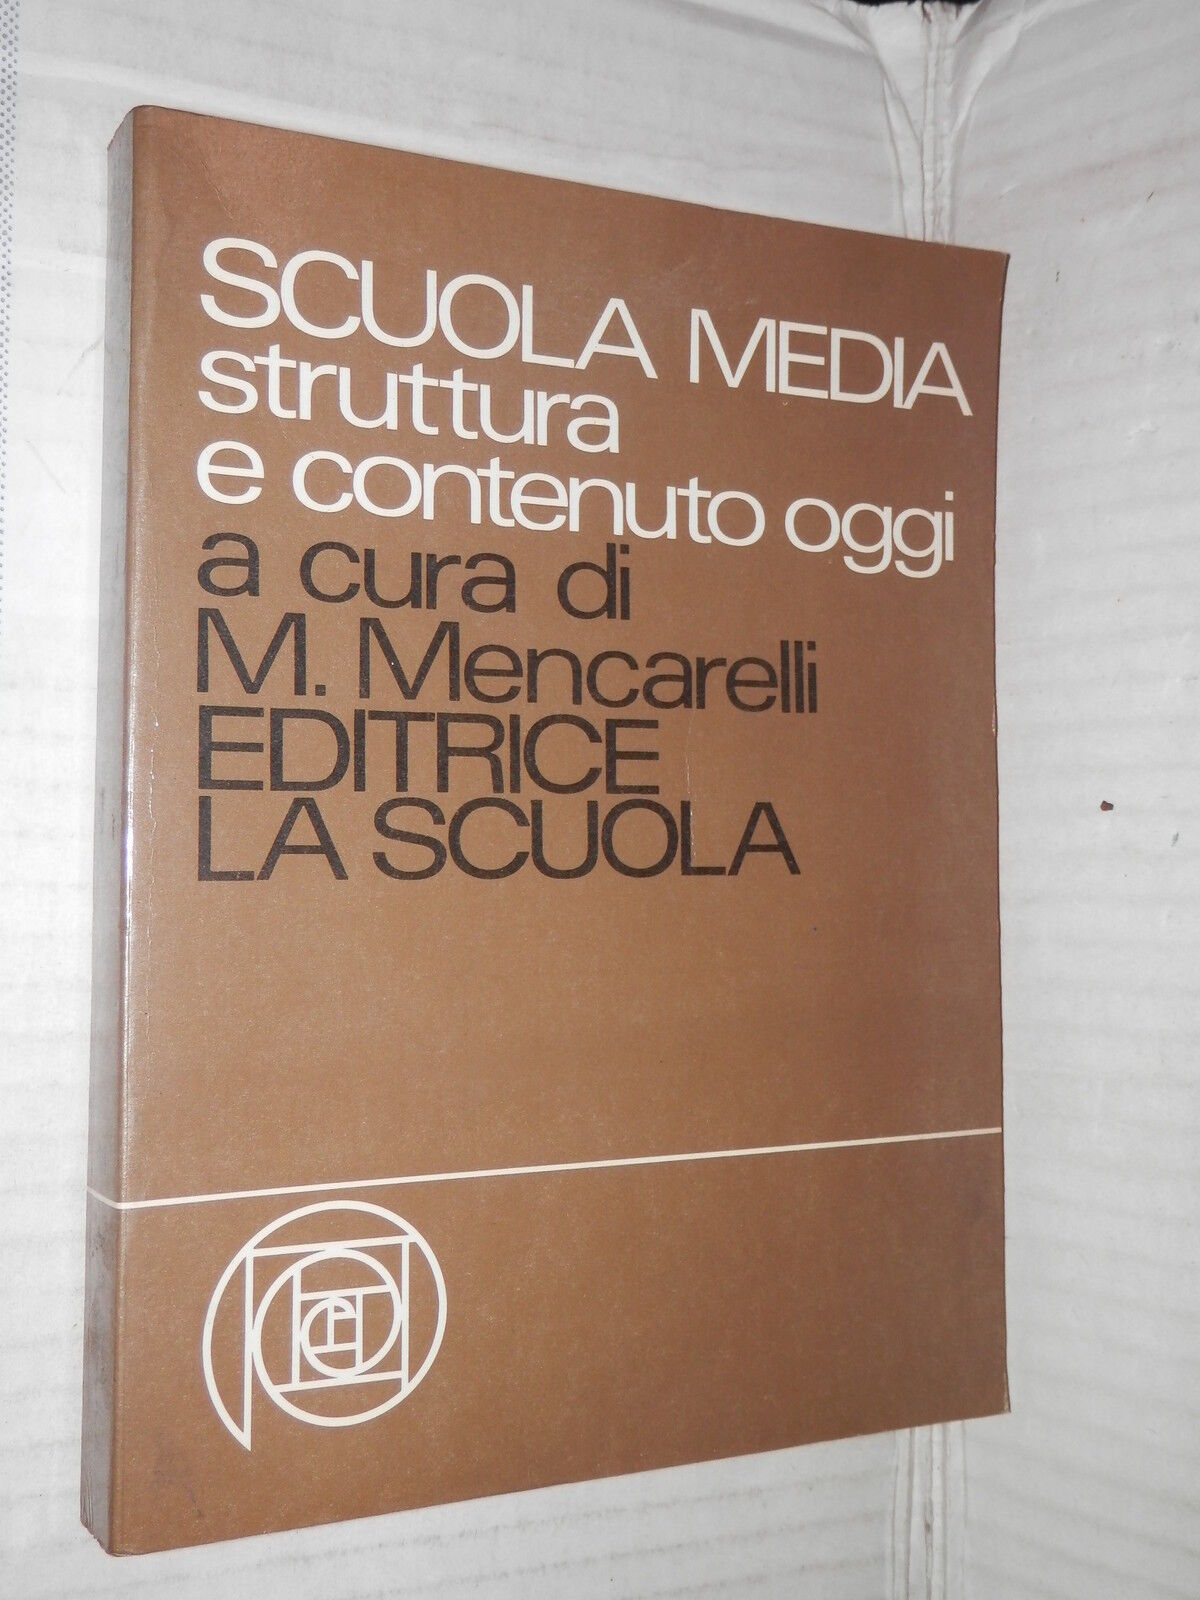 SCUOLA MEDIA
struttura
e contenuto oggi
a cura di
M. Mencarelli
EDITRICE
LA SCUOLA